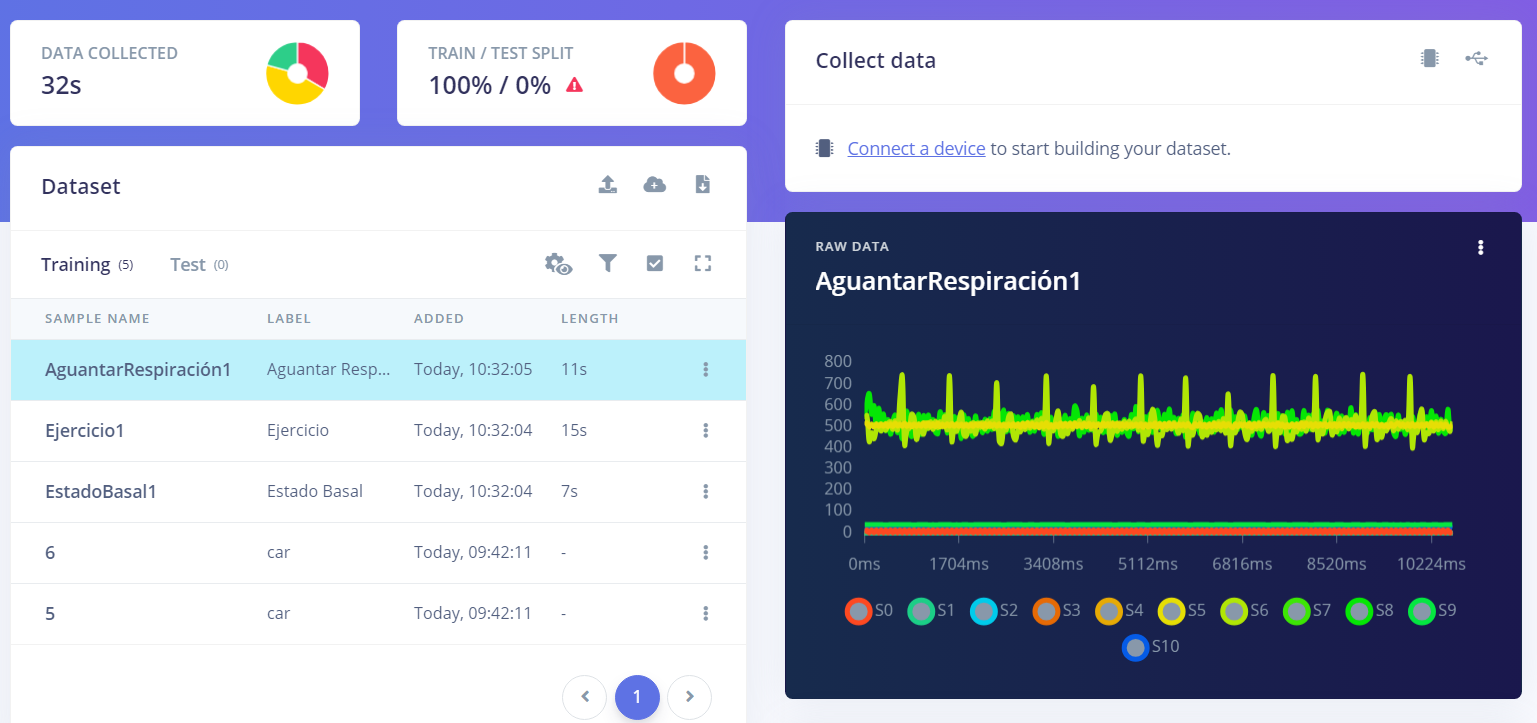 DATA COLLECTED
32s
TRAIN / TEST SPLIT
100% / 0%
Dataset
Training (5) Test (0)
SAMPLE NAME LABEL ADDED LENGTH
AguantarRespiración1 Aguantar Resp... Today, 10:32:05 11s
Ejercicio1 Ejercicio Today, 10:32:04 15s
EstadoBasal1 Estado Basal Today, 10:32:04 7s
6 car Today, 09:42:11 -
5 car Today, 09:42:11 -
1
Collect data
Connect a device to start building your dataset.
RAW DATA
AguantarRespiración1
800
700
600
500
400
300
200
100
0
0ms 1704ms 3408ms 5112ms 6816ms 8520ms 10224ms
S0 S1 S2 S3 S4 S5 S6 S7 S8 S9
S10